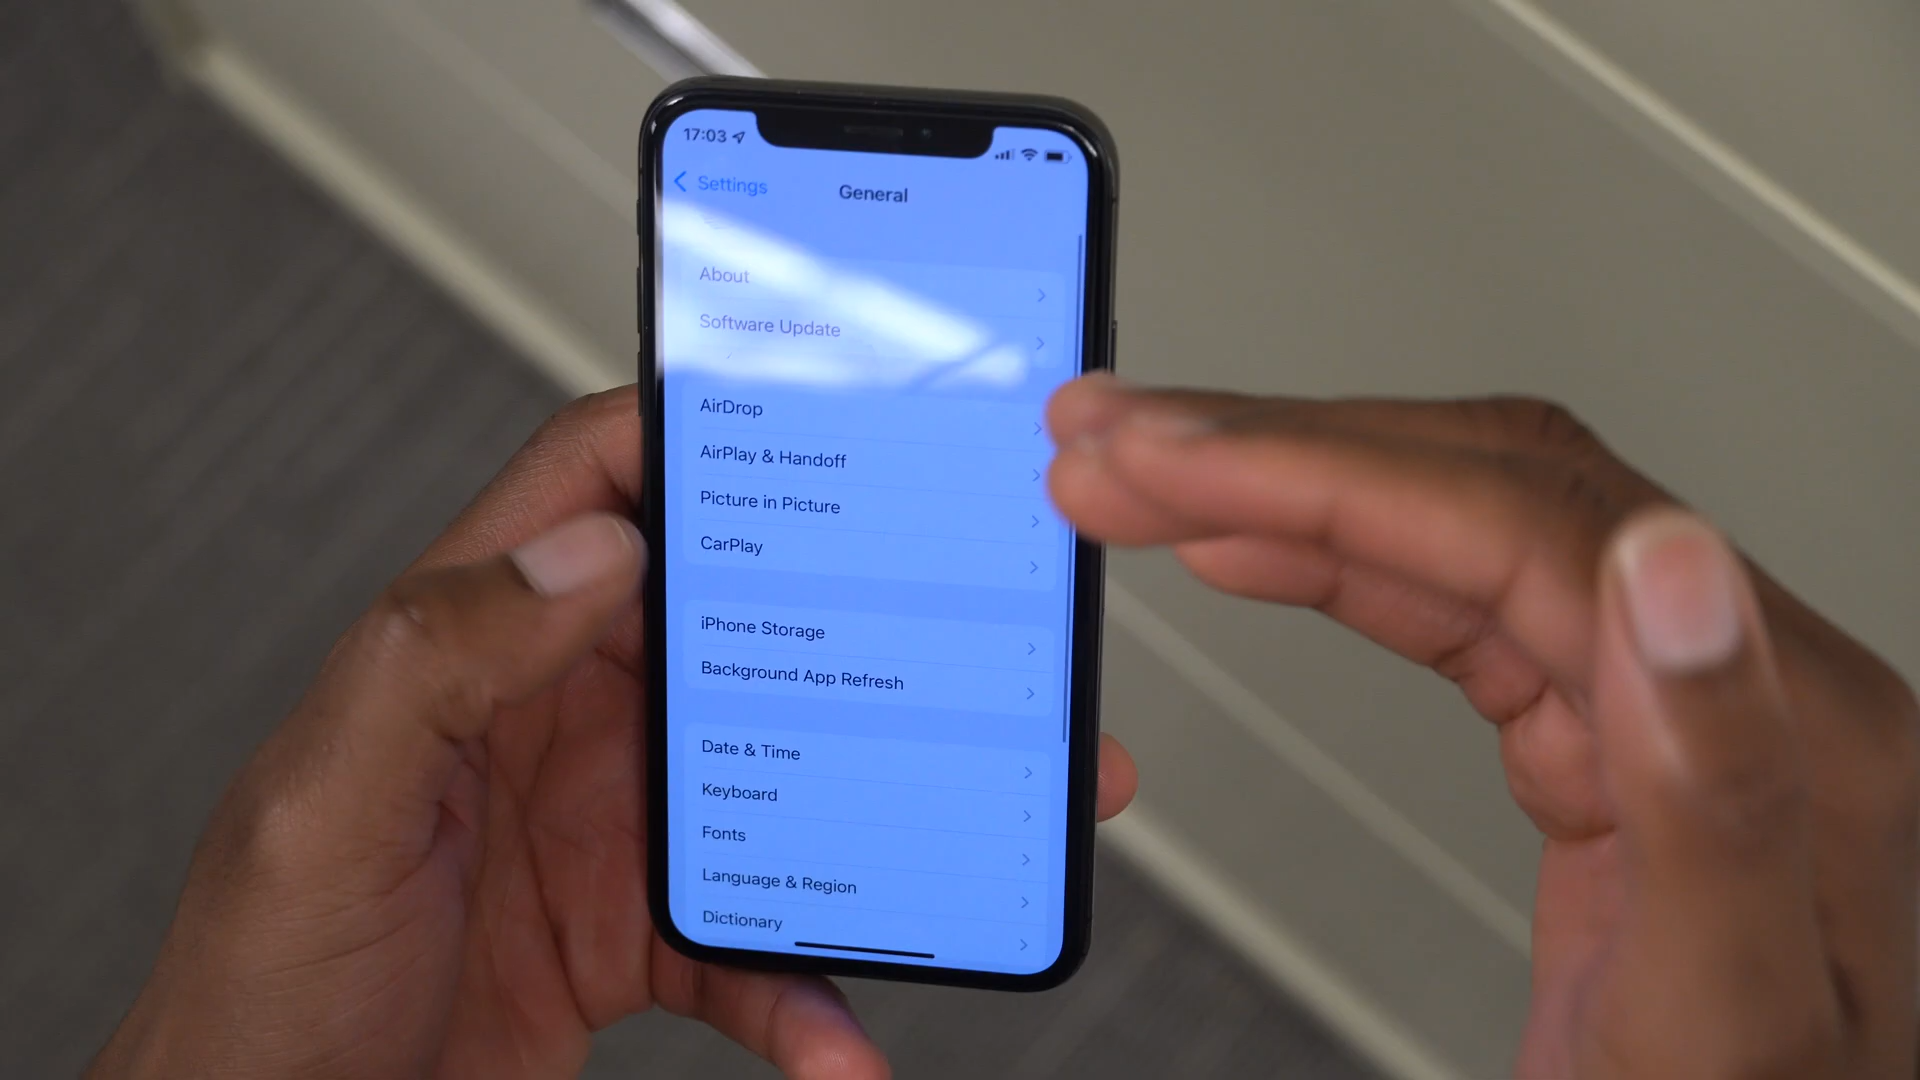 17:03
Settings
General
About
Software Update
AirDrop
AirPlay & Handoff
Picture in Picture
CarPlay
iPhone Storage
Background App Refresh
Date & Time
Keyboard
Fonts
Language & Region
Dictionary